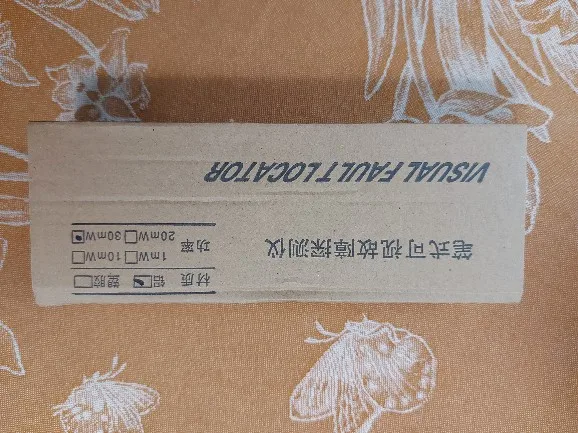 笔式可视故障探测仪
VISUAL FAULT LOCATOR
材质 铝☑ 塑胶☐
功率 1mW☐ 10mW☐
20mW☐ 30mW☑